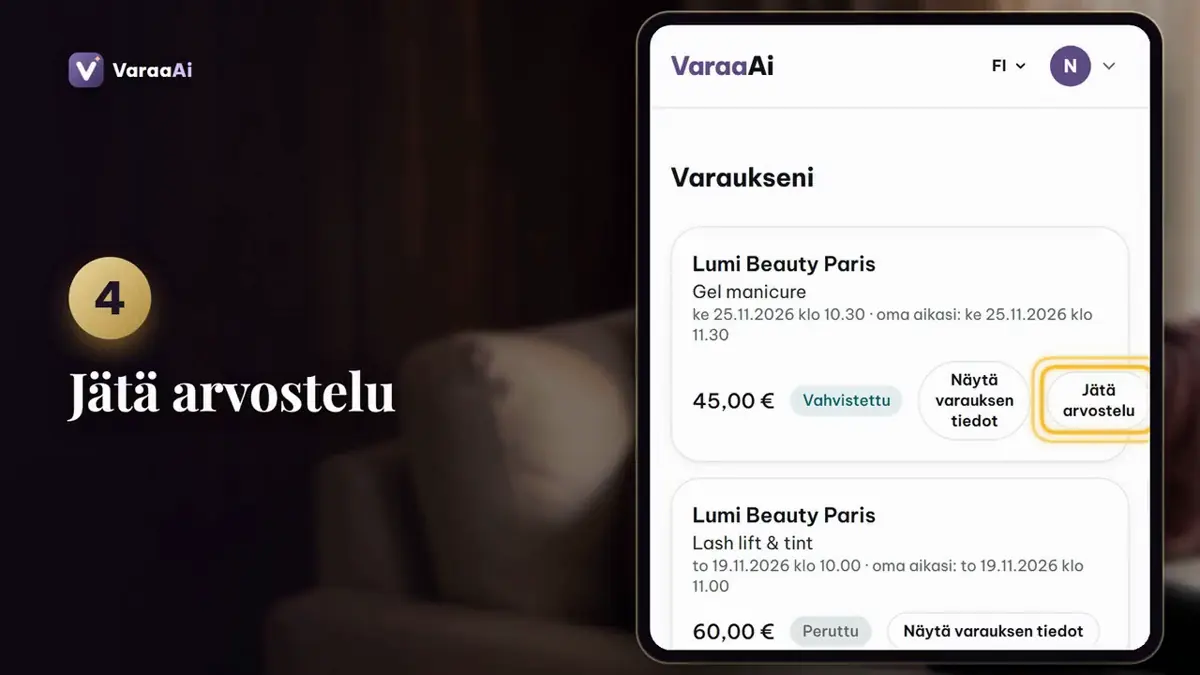 VaraaAi
4
Jätä arvostelu
VaraaAi
FI
N
Varaukseni
Lumi Beauty Paris
Gel manicure
ke 25.11.2026 klo 10.30 · oma aikasi: ke 25.11.2026 klo
11.30
45,00 €
Vahvistettu
Näytä
varauksen
tiedot
Jätä
arvostelu
Lumi Beauty Paris
Lash lift & tint
to 19.11.2026 klo 10.00 · oma aikasi: to 19.11.2026 klo
11.00
60,00 €
Peruttu
Näytä varauksen tiedot